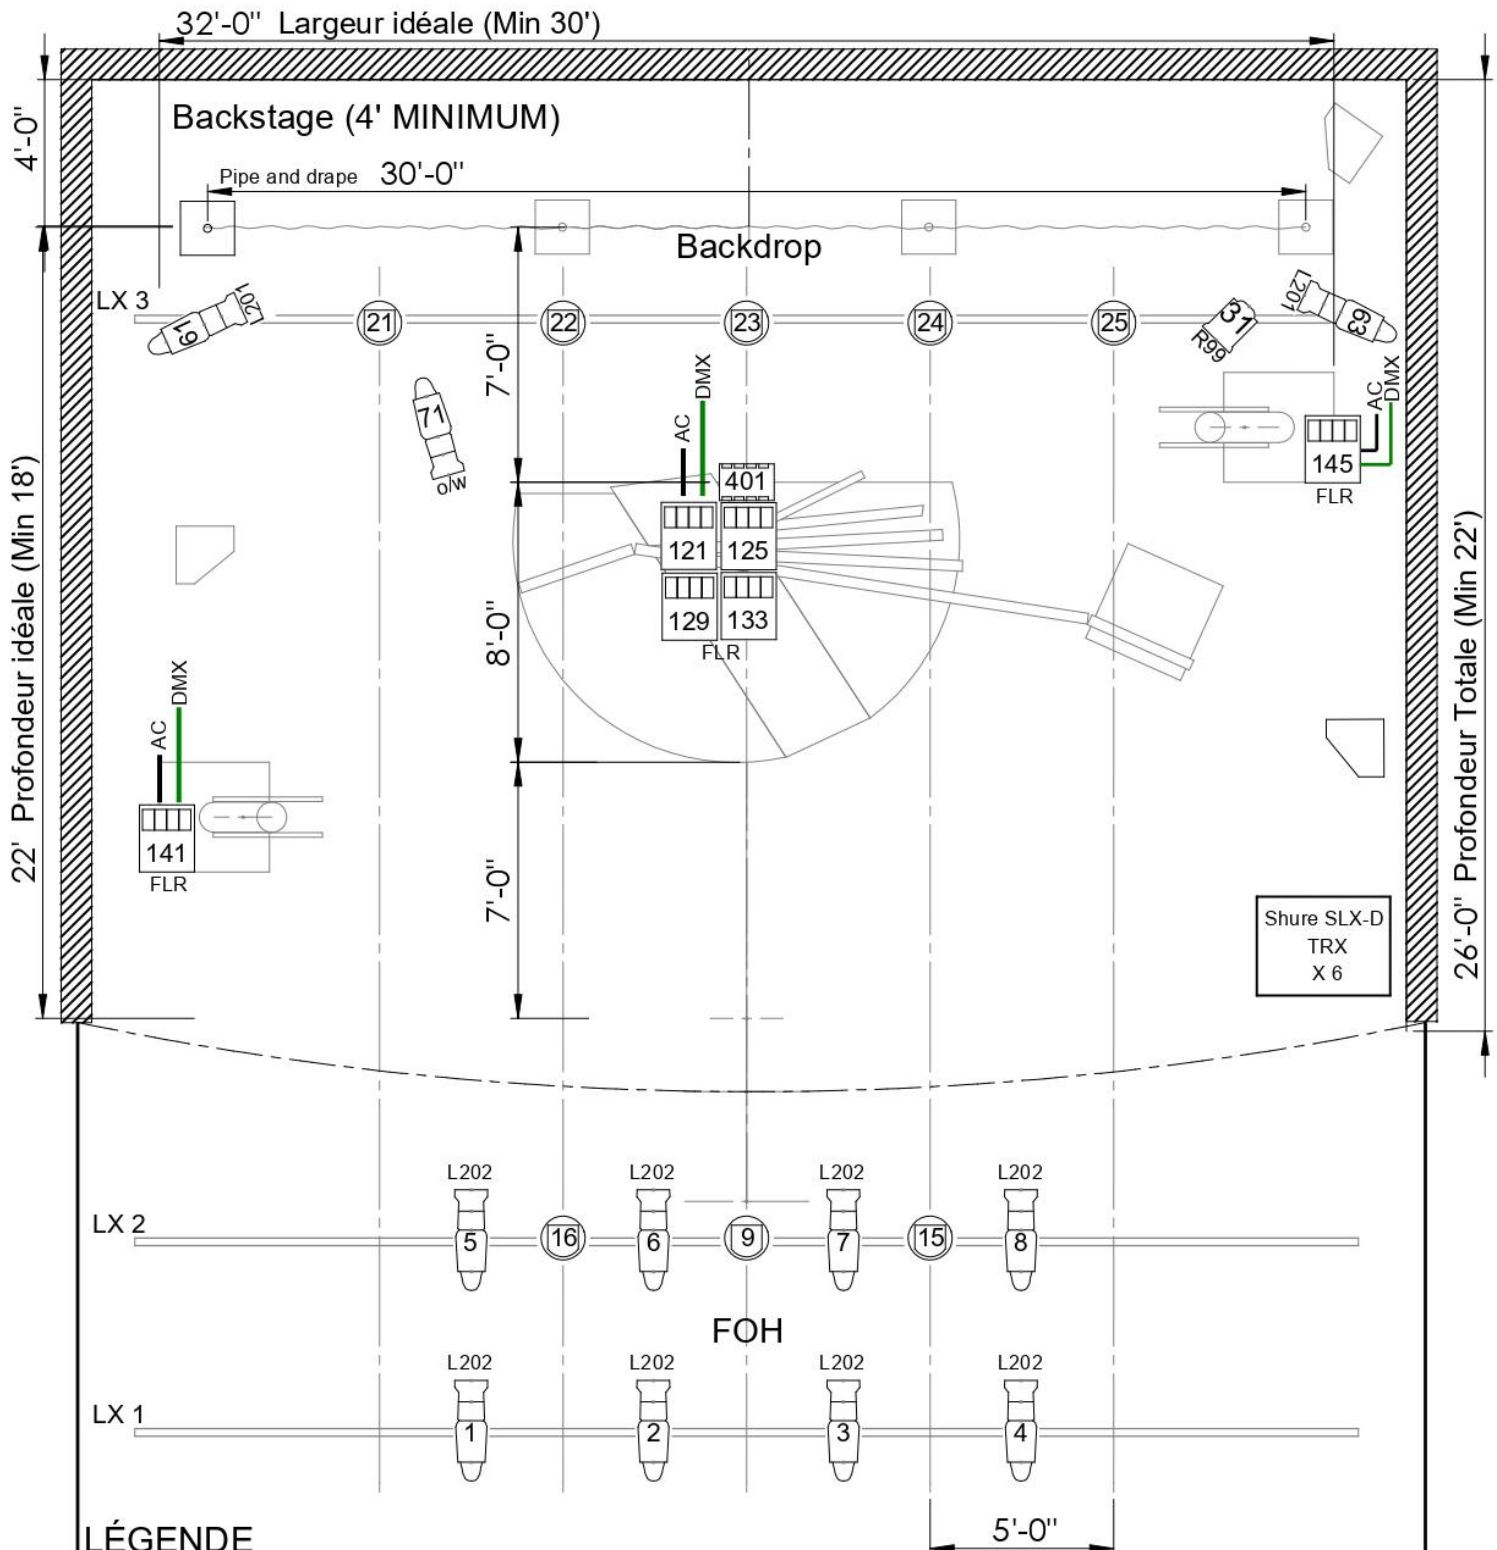 32'-0" Largeur idéale (Min 30')
4'-0"
Backstage (4' MINIMUM)
Pipe and drape 30'-0"
Backdrop
LX 3
61
L201
21
22
23
24
25
31
R99
L201
63
7'-0"
71
o/w
AC
DMX
401
121
125
129
133
FLR
AC
DMX
145
FLR
22' Profondeur idéale (Min 18')
8'-0"
26'-0" Profondeur Totale (Min 22')
AC
DMX
141
FLR
7'-0"
Shure SLX-D
TRX
X 6
L202
L202
L202
L202
LX 2
5
16
6
9
7
15
8
FOH
L202
L202
L202
L202
LX 1
1
2
3
4
5'-0"
LÉGENDE